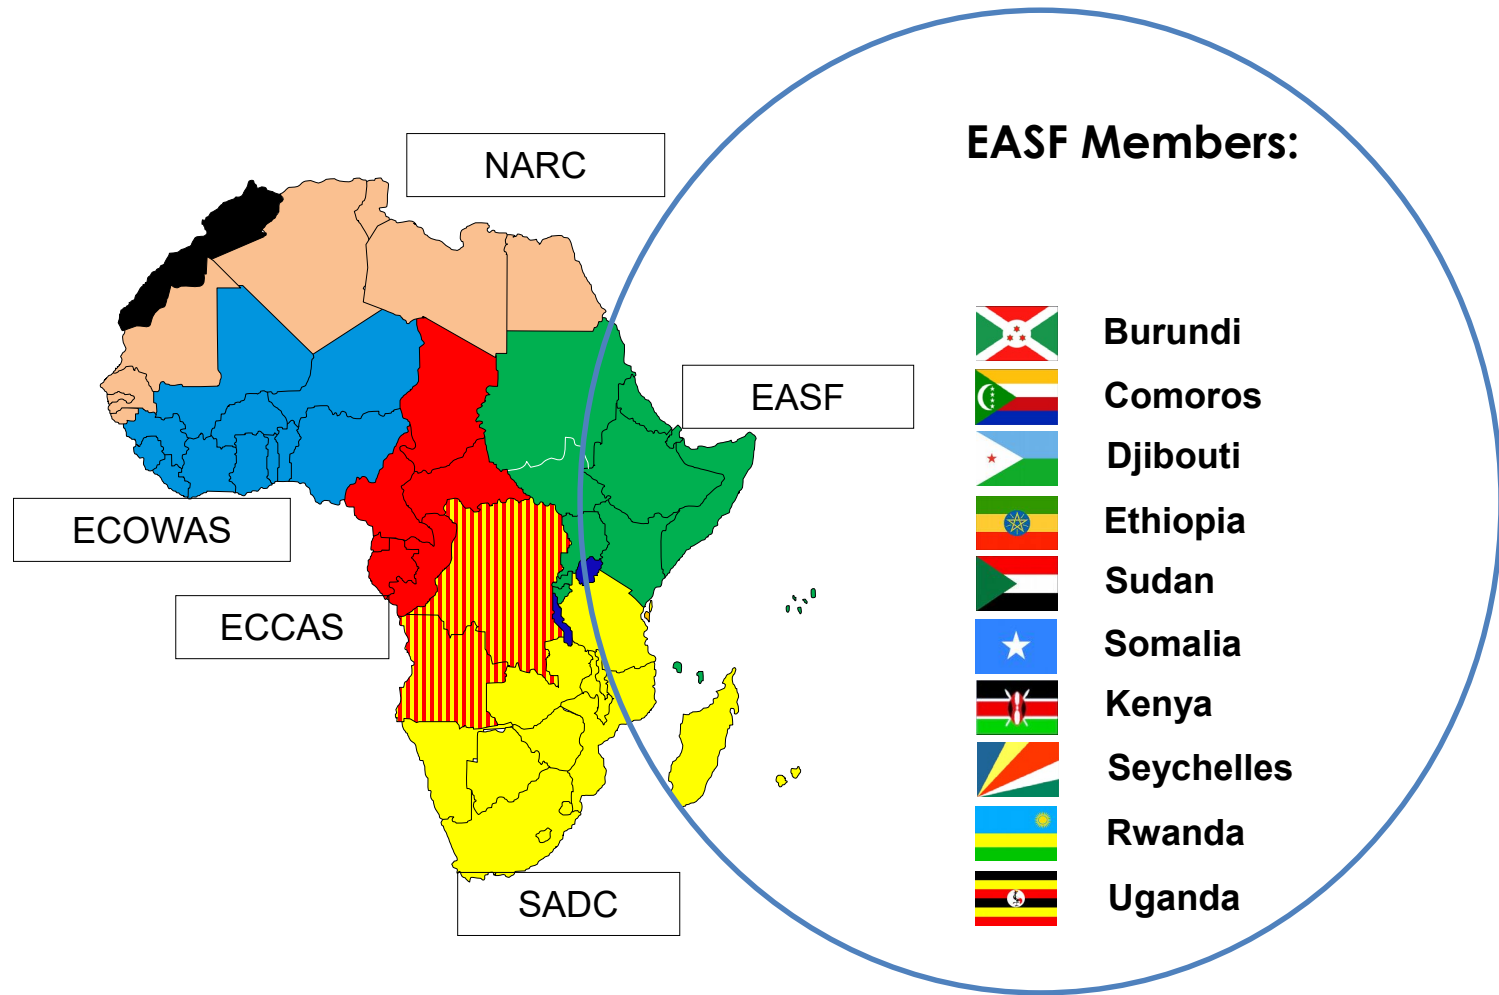 NARC
EASF
ECOWAS
ECCAS
SADC
EASF Members:
Burundi
Comoros
Djibouti
Ethiopia
Sudan
Somalia
Kenya
Seychelles
Rwanda
Uganda